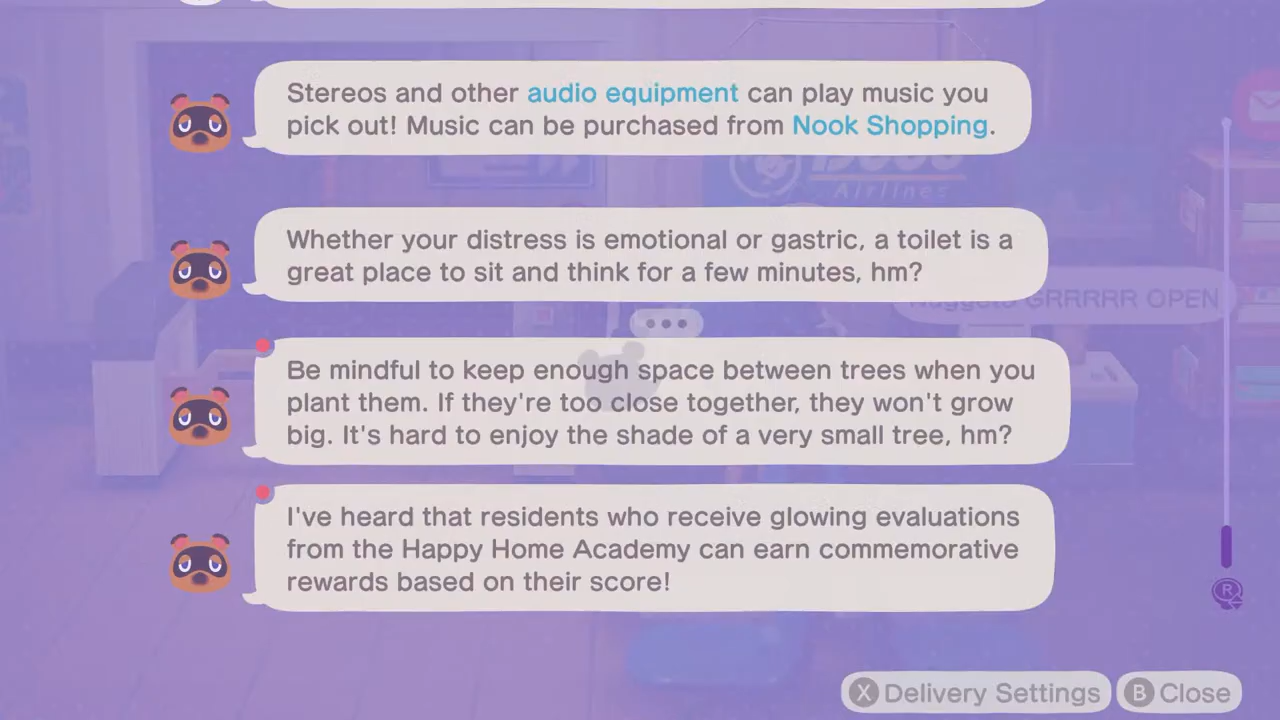 Stereos and other audio equipment can play music you
pick out! Music can be purchased from Nook Shopping.
Airlines
Whether your distress is emotional or gastric, a toilet is a
great place to sit and think for a few minutes, hm?
GRRRRR OPEN
Be mindful to keep enough space between trees when you
plant them. If they're too close together, they won't grow
big. It's hard to enjoy the shade of a very small tree, hm?
I've heard that residents who receive glowing evaluations
from the Happy Home Academy can earn commemorative
rewards based on their score!
R
X Delivery Settings B Close